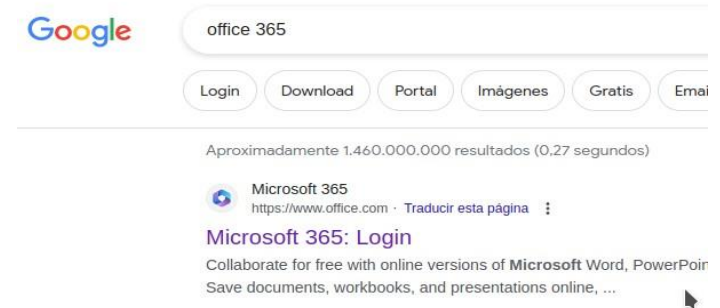 Google
office 365
Login Download Portal Imágenes Gratis Emai
Aproximadamente 1.460.000.000 resultados (0,27 segundos)
Microsoft 365
https://www.office.com · Traducir esta página
Microsoft 365: Login
Collaborate for free with online versions of Microsoft Word, PowerPoin
Save documents, workbooks, and presentations online, ...